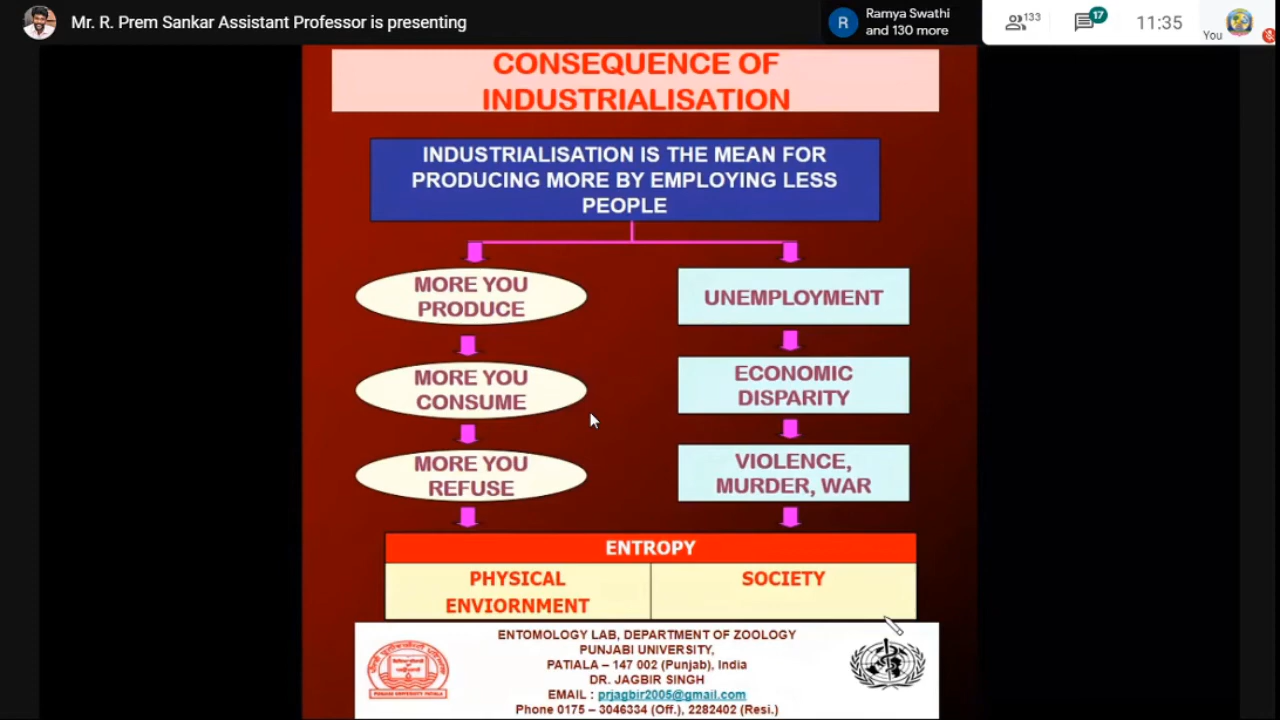 Mr. R. Prem Sankar Assistant Professor is presenting
R
Ramya Swathi
and 130 more
133
17
11:35
You
CONSEQUENCE OF
INDUSTRIALISATION
INDUSTRIALISATION IS THE MEAN FOR
PRODUCING MORE BY EMPLOYING LESS
PEOPLE
MORE YOU
PRODUCE
UNEMPLOYMENT
MORE YOU
CONSUME
ECONOMIC
DISPARITY
MORE YOU
REFUSE
VIOLENCE,
MURDER, WAR
ENTROPY
PHYSICAL
ENVIORNMENT
SOCIETY
ENTOMOLOGY LAB, DEPARTMENT OF ZOOLOGY
PUNJABI UNIVERSITY,
PATIALA – 147 002 (Punjab), India
DR. JAGBIR SINGH
EMAIL : prjagbir2005@gmail.com
Phone 0175 – 3046334 (Off.), 2282402 (Resi.)
PUNJABI UNIVERSITY PATIALA